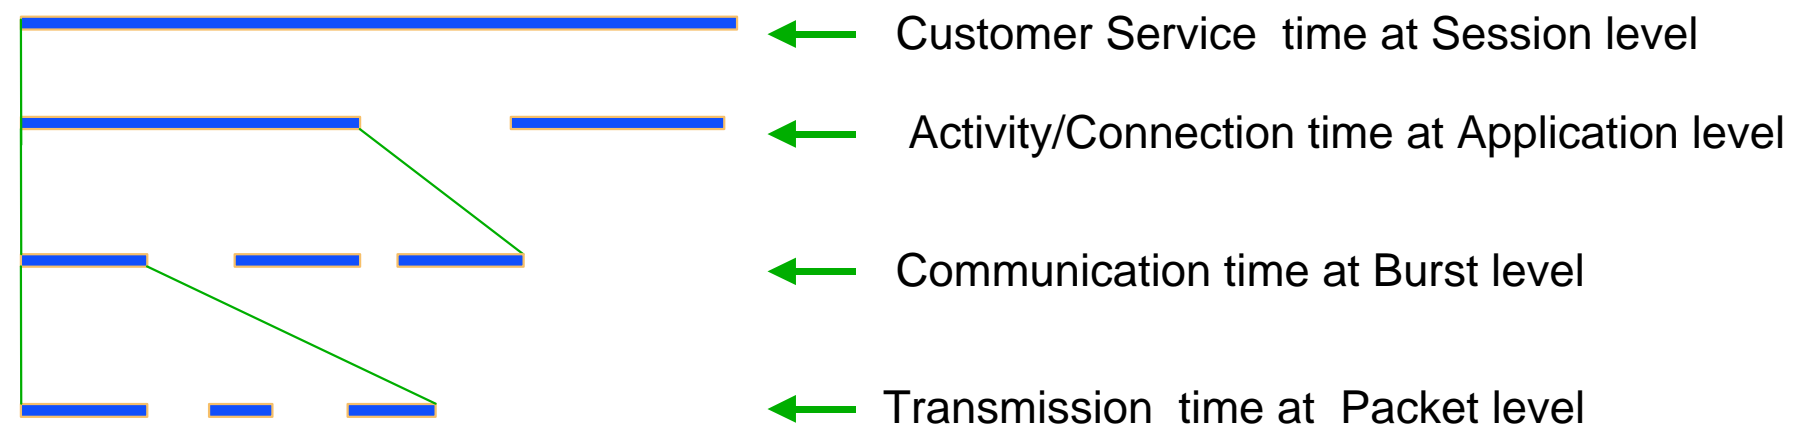 Customer Service time at Session level
Activity/Connection time at Application level
Communication time at Burst level
Transmission time at Packet level